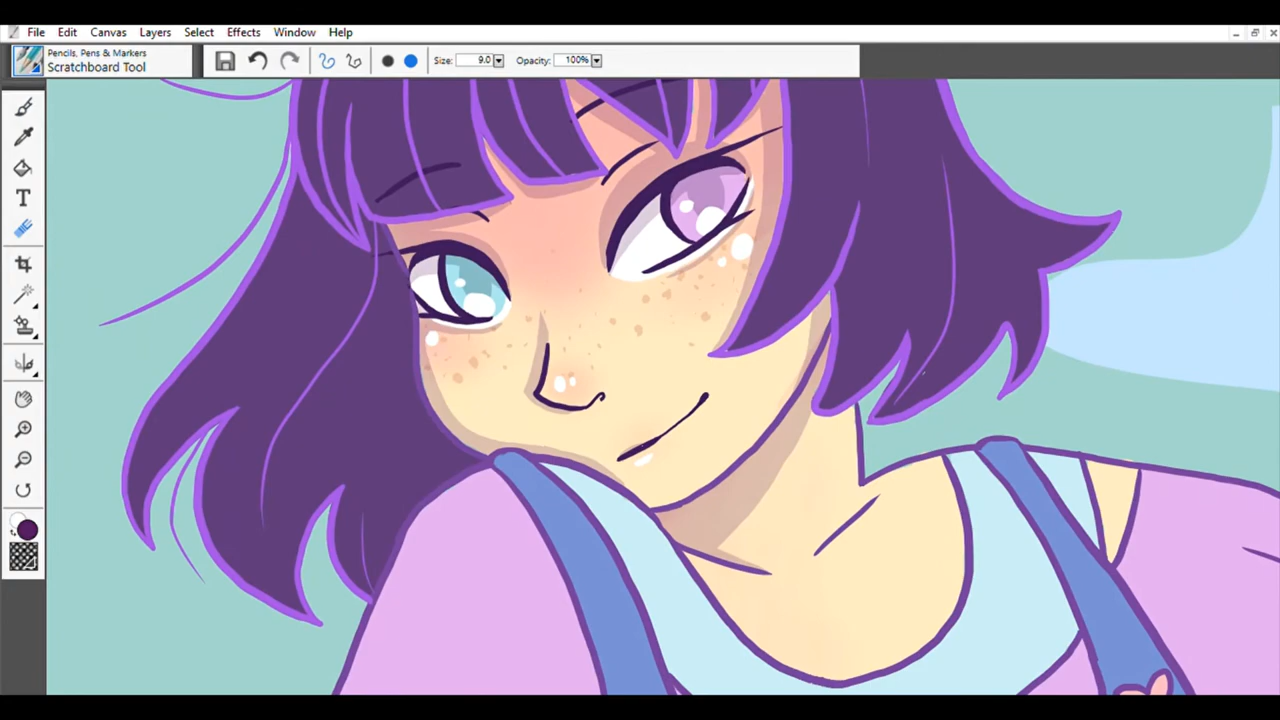 File Edit Canvas Layers Select Effects Window Help
Pencils, Pens & Markers
Scratchboard Tool
Size: 9.0 Opacity: 100%
T